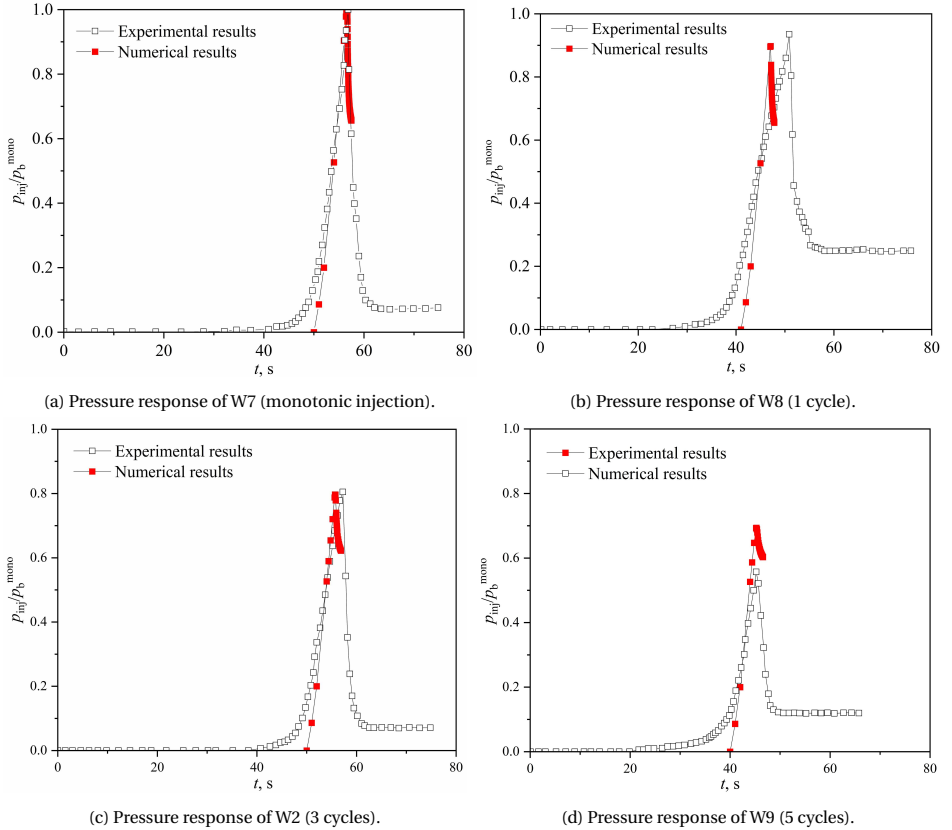 1.0
0.8
0.6
0.4
0.2
0.0
p_inj/p_b^mono
Experimental results
Numerical results
0 20 40 60 80
t, s
(a) Pressure response of W7 (monotonic injection).
1.0
0.8
0.6
0.4
0.2
0.0
p_inj/p_b^mono
Experimental results
Numerical results
0 20 40 60 80
t, s
(b) Pressure response of W8 (1 cycle).
1.0
0.8
0.6
0.4
0.2
0.0
p_inj/p_b^mono
Experimental results
Numerical results
0 20 40 60 80
t, s
(c) Pressure response of W2 (3 cycles).
1.0
0.8
0.6
0.4
0.2
0.0
p_inj/p_b^mono
Experimental results
Numerical results
0 20 40 60 80
t, s
(d) Pressure response of W9 (5 cycles).